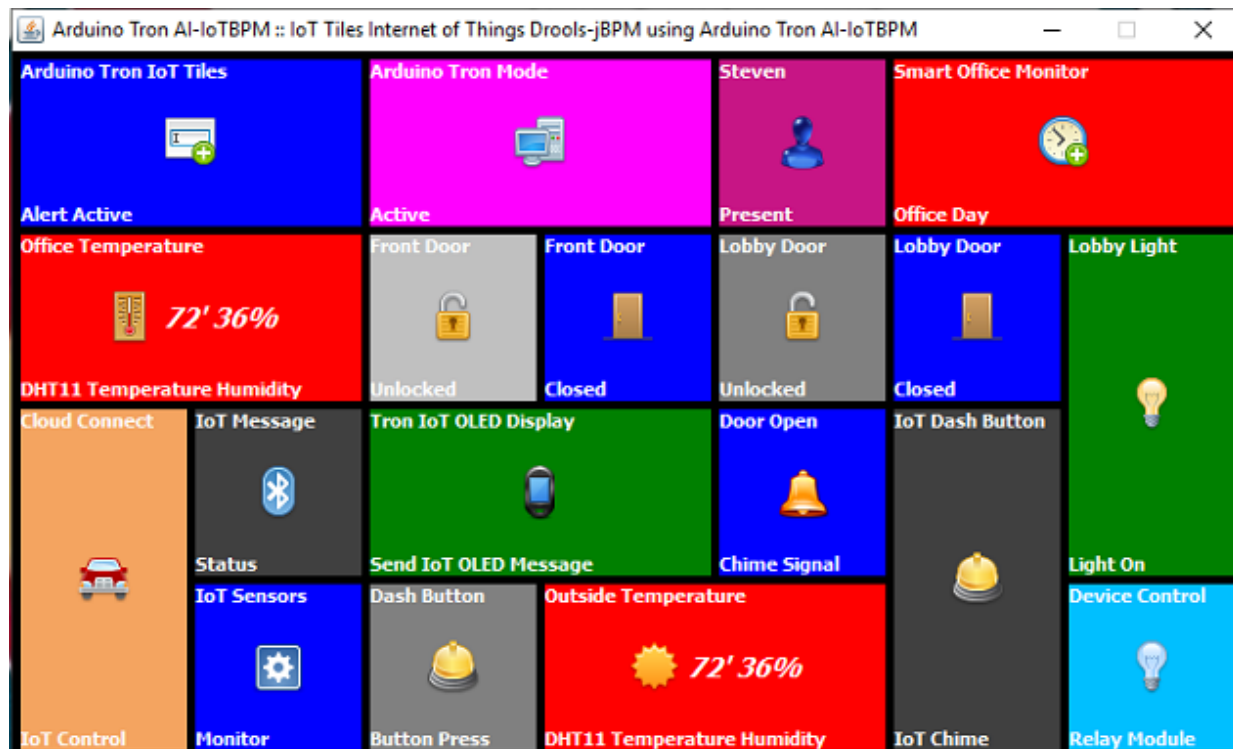 Arduino Tron AI-IoTBPM :: IoT Tiles Internet of Things Drools-jBPM using Arduino Tron AI-IoTBPM
Arduino Tron IoT Tiles
Alert Active
Arduino Tron Mode
Active
Steven
Present
Smart Office Monitor
Office Day
Office Temperature
72' 36%
DHT11 Temperature Humidity
Front Door
Unlocked
Front Door
Closed
Lobby Door
Unlocked
Lobby Door
Closed
Lobby Light
Light On
Cloud Connect
IoT Control
IoT Message
Status
Tron IoT OLED Display
Send IoT OLED Message
Door Open
Chime Signal
IoT Dash Button
IoT Chime
IoT Sensors
Monitor
Dash Button
Button Press
Outside Temperature
72' 36%
DHT11 Temperature Humidity
Device Control
Relay Module